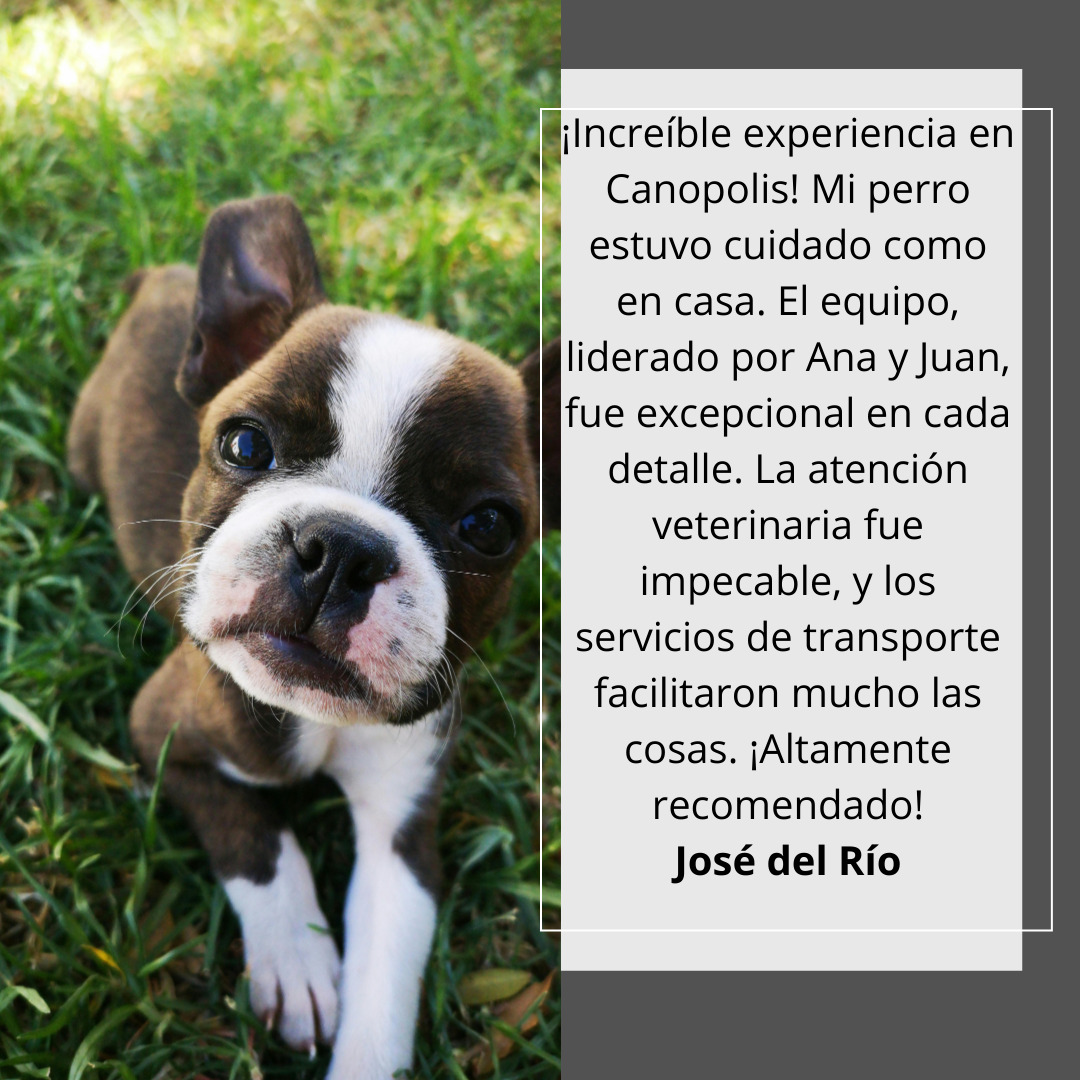 ¡Increíble experiencia en
Canopolis! Mi perro
estuvo cuidado como
en casa. El equipo,
liderado por Ana y Juan,
fue excepcional en cada
detalle. La atención
veterinaria fue
impecable, y los
servicios de transporte
facilitaron mucho las
cosas. ¡Altamente
recomendado!
José del Río